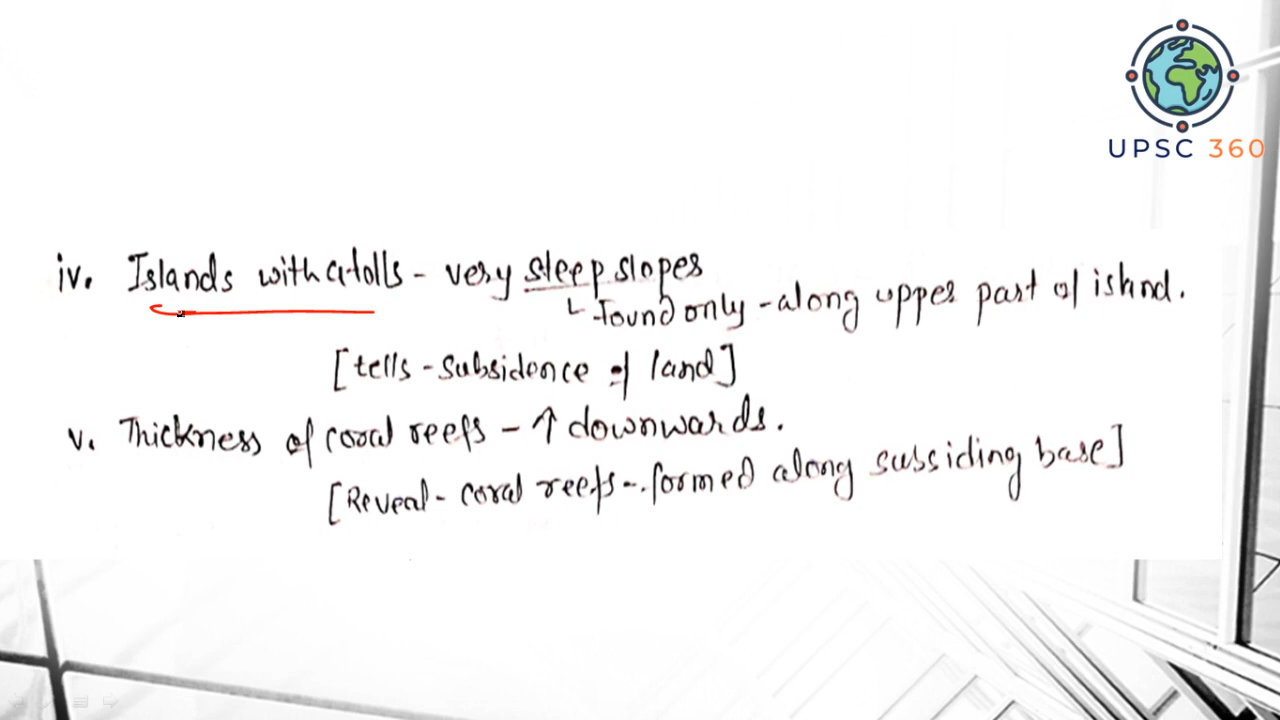 UPSC 360
iv. Islands with atolls - very steep slopes
└ Found only - along upper part of island.
[tells - subsidence of land]
v. Thickness of coral reefs - ↑ downwards.
[Reveal - coral reefs - formed along subsiding base]